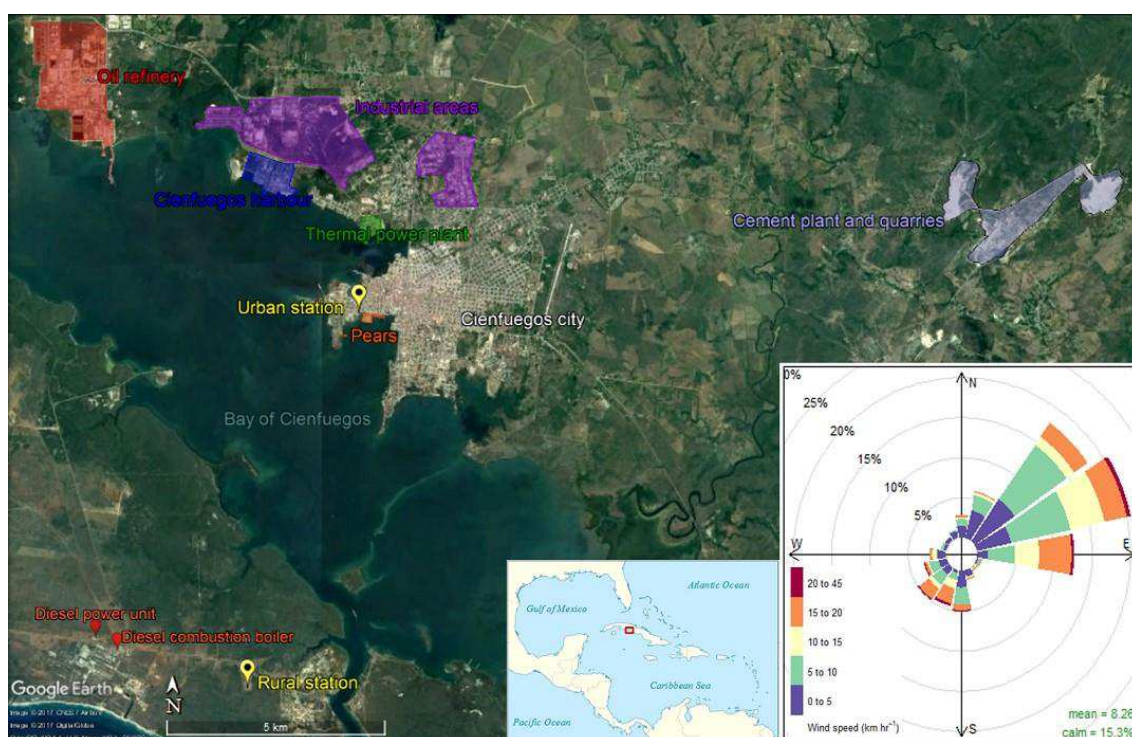 Oil refinery
Industrial areas
Cienfuegos harbour
Thermal power plant
Cement plant and quarries
Urban station
Cienfuegos city
Pears
Bay of Cienfuegos
Diesel power unit
Diesel combustion boiler
Rural station
Google Earth
N
5 km
Gulf of Mexico
Atlantic Ocean
Caribbean Sea
Pacific Ocean
0%
25%
20%
15%
10%
5%
N
W
E
S
20 to 45
15 to 20
10 to 15
5 to 10
0 to 5
Wind speed (km hr⁻¹)
mean = 8.26
calm = 15.3%